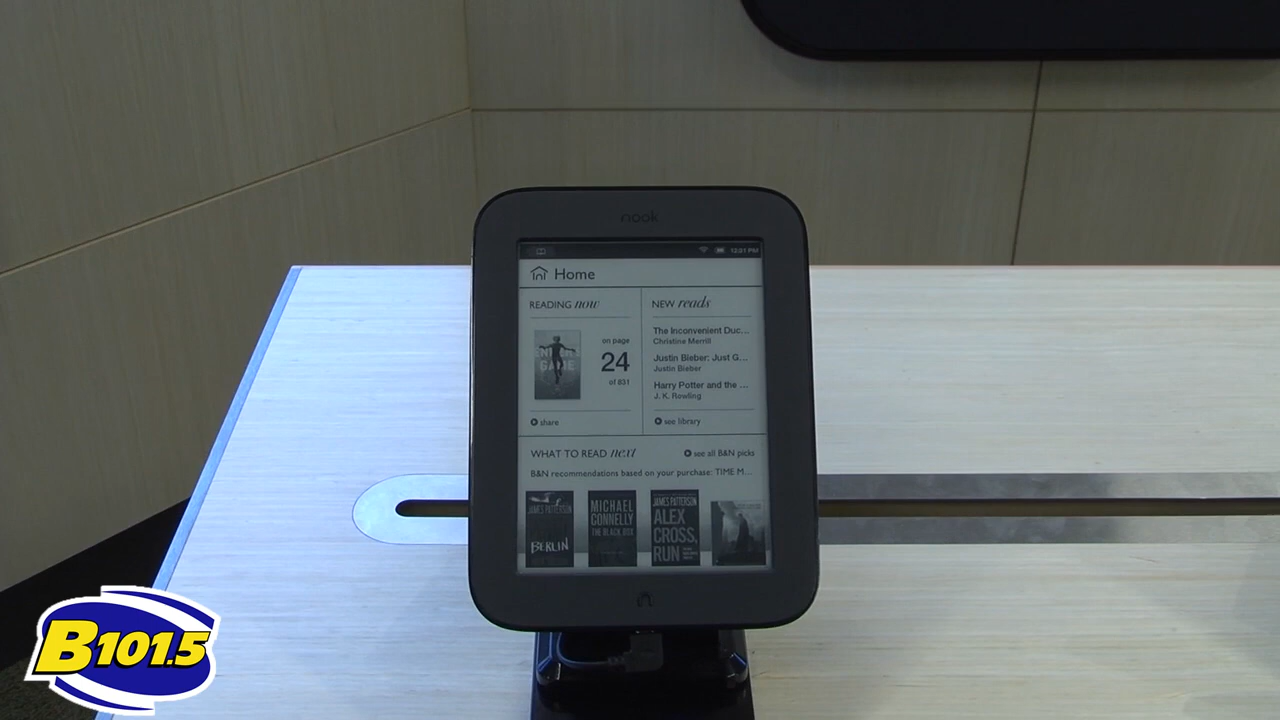 nook
12:21 PM
Home
READING now
on page
24
of 831
share
NEW reads
The Inconvenient Duc...
Christine Merrill
Justin Bieber: Just G...
Justin Bieber
Harry Potter and the ...
J. K. Rowling
see library
WHAT TO READ next
see all B&N picks
B&N recommendations based on your purchase: TIME M...
JAMES PATTERSON
BERLIN
MICHAEL
CONNELLY
THE BLACK BOX
JAMES PATTERSON
ALEX
CROSS,
RUN
B101.5